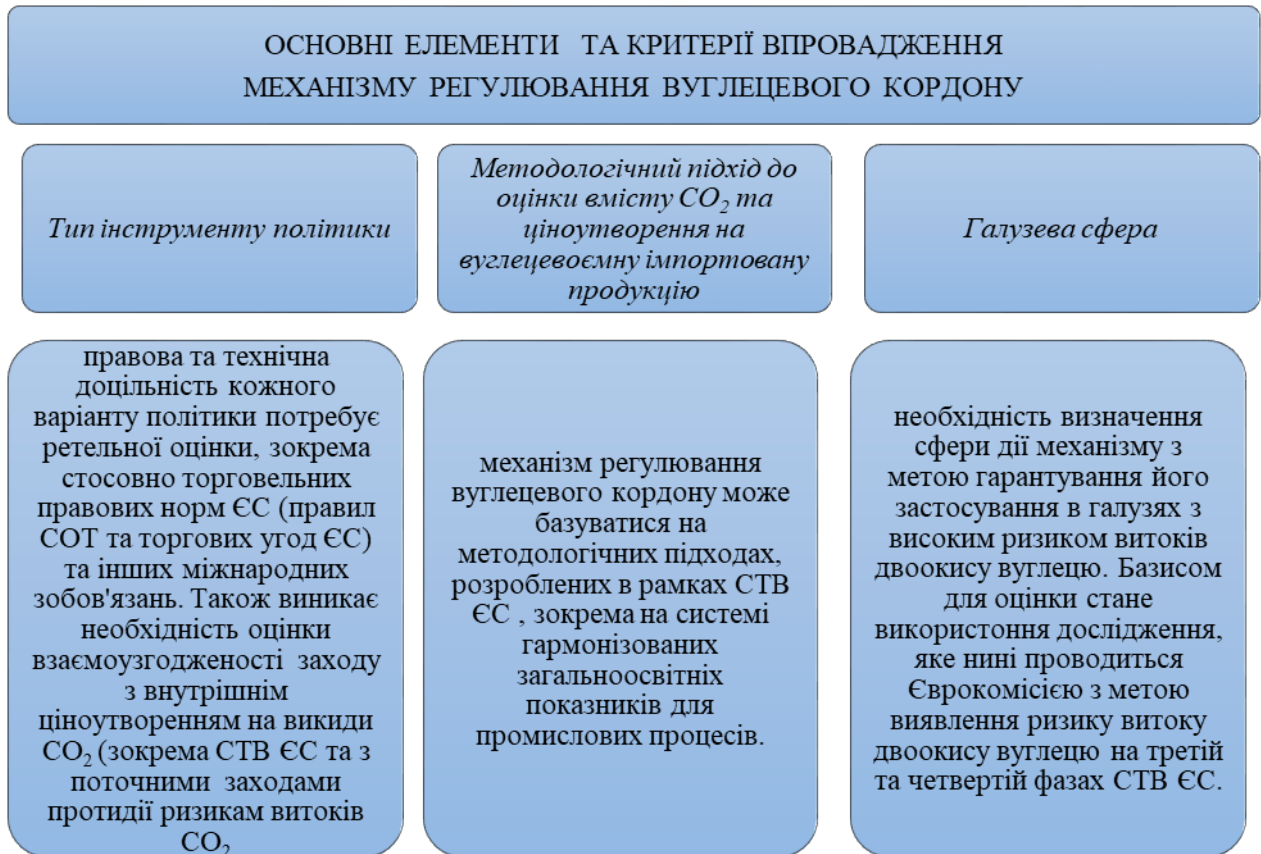 ОСНОВНІ ЕЛЕМЕНТИ ТА КРИТЕРІЇ ВПРОВАДЖЕННЯ
МЕХАНІЗМУ РЕГУЛЮВАННЯ ВУГЛЕЦЕВОГО КОРДОНУ
Тип інструменту політики
Методологічний підхід до
оцінки вмісту CO₂ та
ціноутворення на
вуглецевоємну імпортовану
продукцію
Галузева сфера
правова та технічна
доцільність кожного
варіанту політики потребує
ретельної оцінки, зокрема
стосовно торговельних
правових норм ЄС (правил
СОТ та торгових угод ЄС)
та інших міжнародних
зобов'язань. Також виникає
необхідність оцінки
взаємоузгодженості заходу
з внутрішнім
ціноутворенням на викиди
CO₂ (зокрема СТВ ЄС та з
поточними заходами
протидії ризикам витоків
CO₂
механізм регулювання
вуглецевого кордону може
базуватися на
методологічних підходах,
розроблених в рамках СТВ
ЄС , зокрема на системі
гармонізованих
загальноосвітніх
показників для
промислових процесів.
необхідність визначення
сфери дії механізму з
метою гарантування його
застосування в галузях з
високим ризиком витоків
двоокису вуглецю. Базисом
для оцінки стане
використоння дослідження,
яке нині проводиться
Єврокомісією з метою
виявлення ризику витоку
двоокису вуглецю на третій
та четвертій фазах СТВ ЄС.